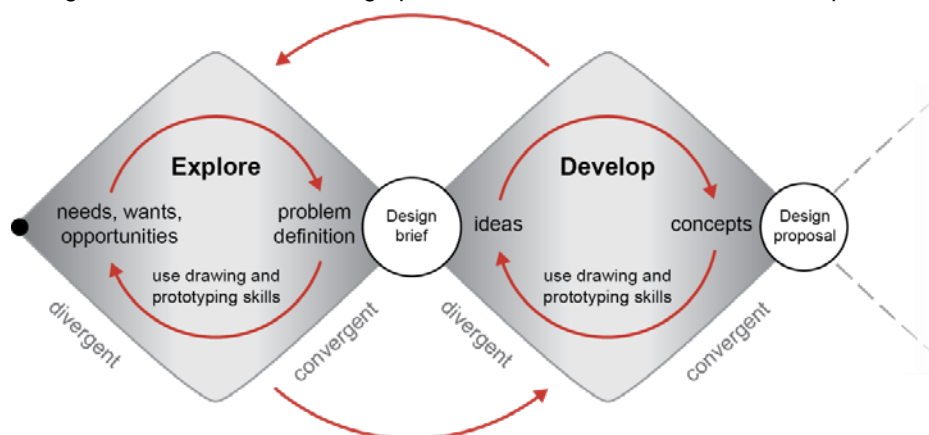 Explore
needs, wants,
opportunities
problem
definition
use drawing and
prototyping skills
divergent
convergent
Design
brief
Develop
ideas
concepts
use drawing and
prototyping skills
divergent
convergent
Design
proposal